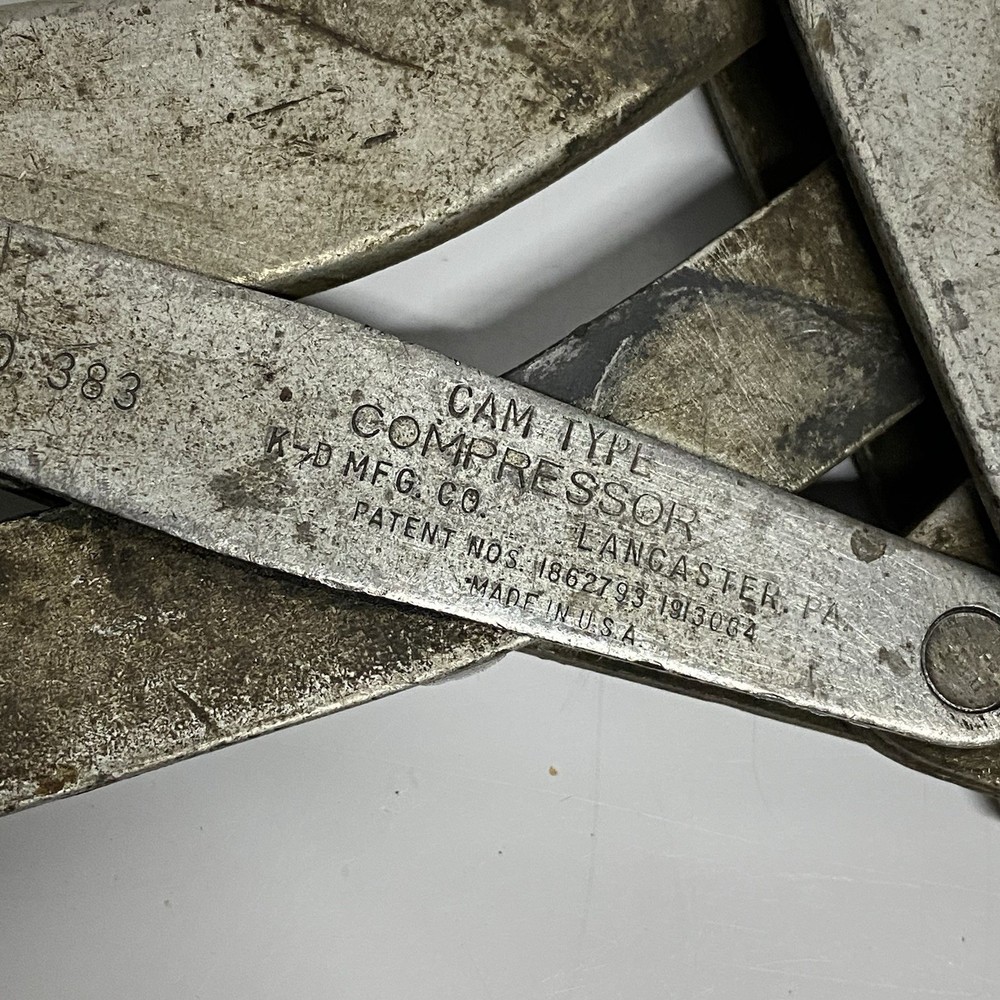 O. 383
CAM TYPE
COMPRESSOR
K-D MFG. CO. LANCASTER, PA.
PATENT NOS. 1862793 1913004
MADE IN U.S.A.